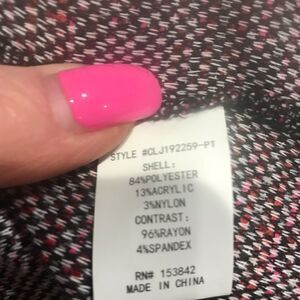 STYLE #CLJ192259-PT
SHELL:
84%POLYESTER
13%ACRYLIC
3%NYLON
CONTRAST:
96%RAYON
4%SPANDEX
RN# 153842
MADE IN CHINA